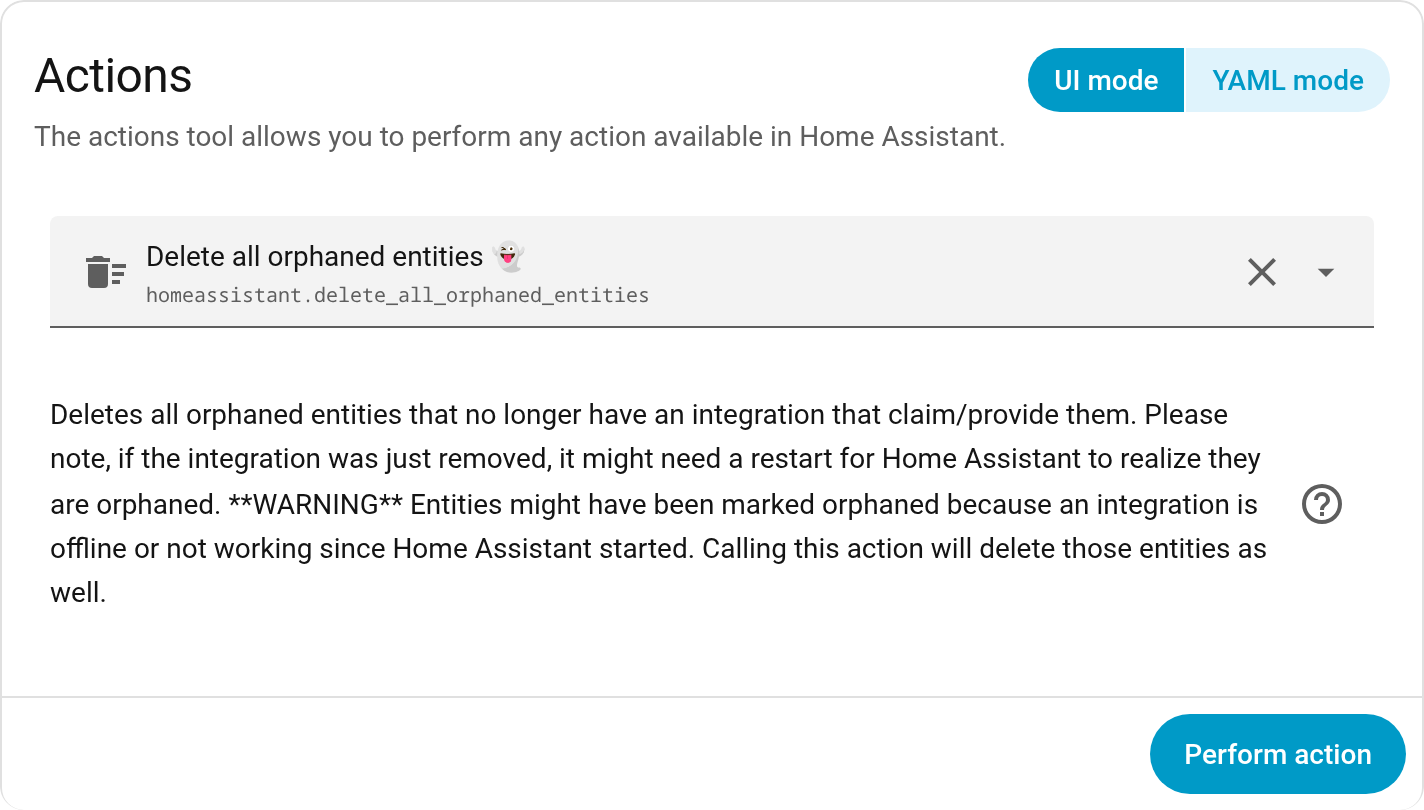 Actions
UI mode
YAML mode
The actions tool allows you to perform any action available in Home Assistant.
Delete all orphaned entities 👻
homeassistant.delete_all_orphaned_entities
Deletes all orphaned entities that no longer have an integration that claim/provide them. Please
note, if the integration was just removed, it might need a restart for Home Assistant to realize they
are orphaned. **WARNING** Entities might have been marked orphaned because an integration is
offline or not working since Home Assistant started. Calling this action will delete those entities as
well.
Perform action